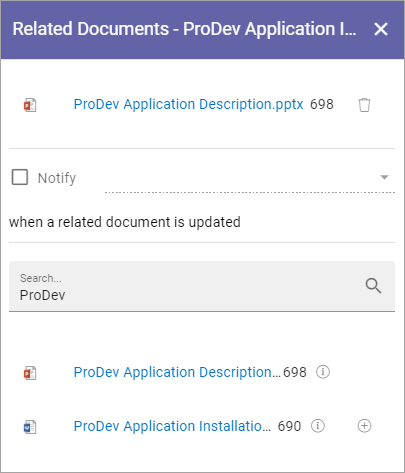 Related Documents - ProDev Application I...
ProDev Application Description.pptx 698
Notify
when a related document is updated
Search...
ProDev
ProDev Application Description... 698
ProDev Application Installatio... 690